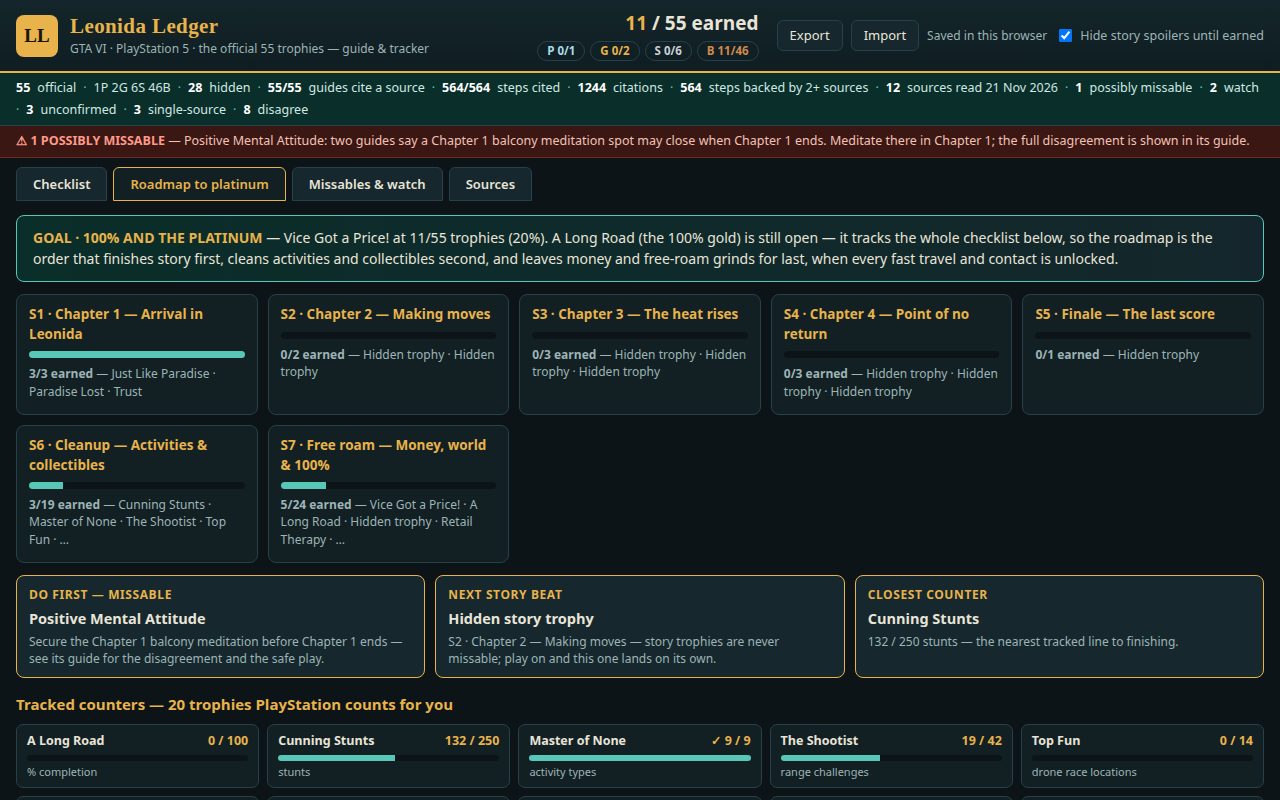 LL
Leonida Ledger
GTA VI · PlayStation 5 · the official 55 trophies — guide & tracker
11 / 55 earned
P 0/1
G 0/2
S 0/6
B 11/46
Export
Import
Saved in this browser
Hide story spoilers until earned
55 official · 1P 2G 6S 46B · 28 hidden · 55/55 guides cite a source · 564/564 steps cited · 1244 citations · 564 steps backed by 2+ sources · 12 sources read 21 Nov 2026 · 1 possibly missable · 2 watch
· 3 unconfirmed · 3 single-source · 8 disagree
⚠ 1 POSSIBLY MISSABLE — Positive Mental Attitude: two guides say a Chapter 1 balcony meditation spot may close when Chapter 1 ends. Meditate there in Chapter 1; the full disagreement is shown in its guide.
Checklist
Roadmap to platinum
Missables & watch
Sources
GOAL · 100% AND THE PLATINUM — Vice Got a Price! at 11/55 trophies (20%). A Long Road (the 100% gold) is still open — it tracks the whole checklist below, so the roadmap is the
order that finishes story first, cleans activities and collectibles second, and leaves money and free-roam grinds for last, when every fast travel and contact is unlocked.
S1 · Chapter 1 — Arrival in
Leonida
3/3 earned — Just Like Paradise ·
Paradise Lost · Trust
S2 · Chapter 2 — Making moves
0/2 earned — Hidden trophy · Hidden
trophy
S3 · Chapter 3 — The heat rises
0/3 earned — Hidden trophy · Hidden
trophy · Hidden trophy
S4 · Chapter 4 — Point of no
return
0/3 earned — Hidden trophy · Hidden
trophy · Hidden trophy
S5 · Finale — The last score
0/1 earned — Hidden trophy
S6 · Cleanup — Activities &
collectibles
3/19 earned — Cunning Stunts ·
Master of None · The Shootist · Top
Fun · ...
S7 · Free roam — Money, world
& 100%
5/24 earned — Vice Got a Price! · A
Long Road · Hidden trophy · Retail
Therapy · ...
DO FIRST — MISSABLE
Positive Mental Attitude
Secure the Chapter 1 balcony meditation before Chapter 1 ends —
see its guide for the disagreement and the safe play.
NEXT STORY BEAT
Hidden story trophy
S2 · Chapter 2 — Making moves — story trophies are never
missable; play on and this one lands on its own.
CLOSEST COUNTER
Cunning Stunts
132 / 250 stunts — the nearest tracked line to finishing.
Tracked counters — 20 trophies PlayStation counts for you
A Long Road 0 / 100
% completion
Cunning Stunts 132 / 250
stunts
Master of None ✓ 9 / 9
activity types
The Shootist 19 / 42
range challenges
Top Fun 0 / 14
drone race locations